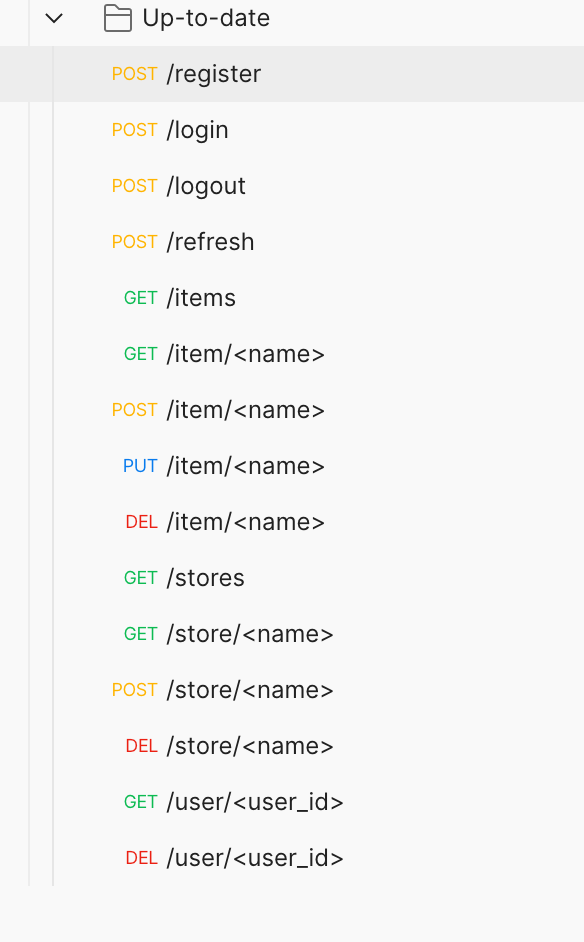 Up-to-date
POST /register
POST /login
POST /logout
POST /refresh
GET /items
GET /item/<name>
POST /item/<name>
PUT /item/<name>
DEL /item/<name>
GET /stores
GET /store/<name>
POST /store/<name>
DEL /store/<name>
GET /user/<user_id>
DEL /user/<user_id>